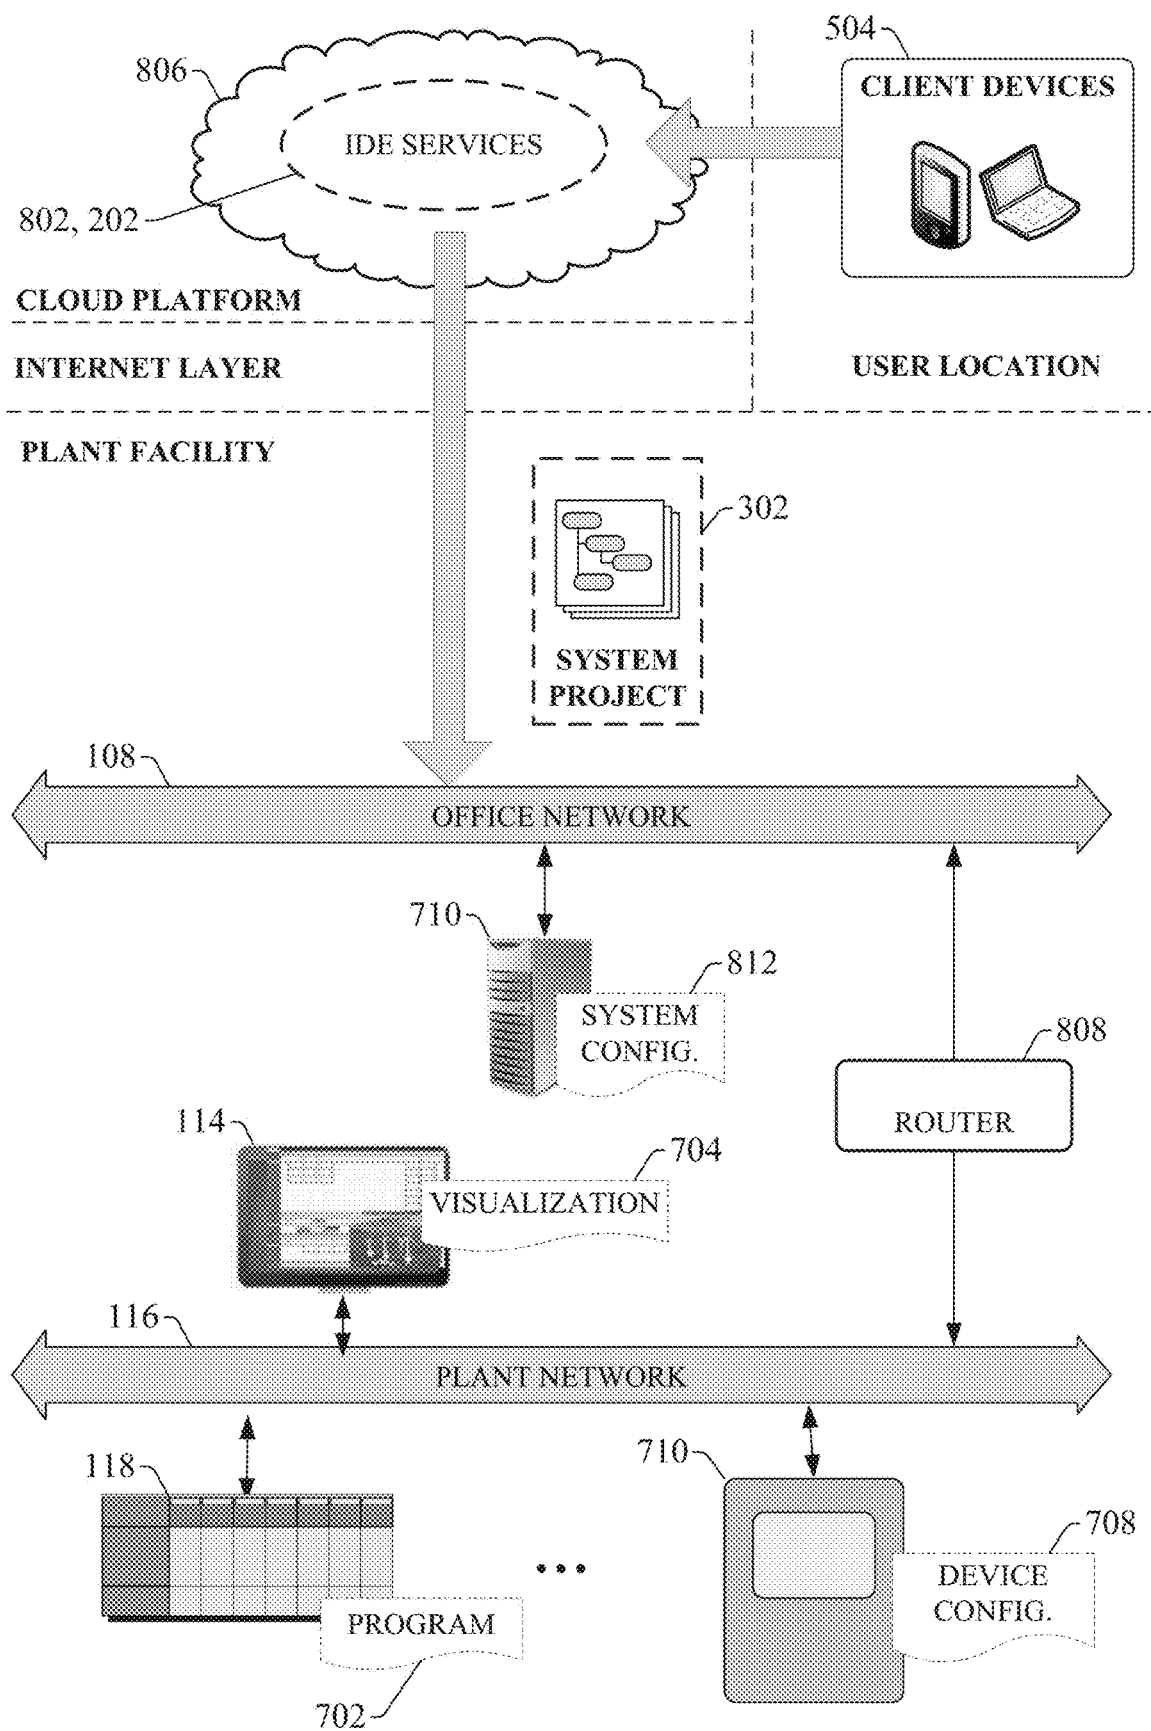 504
806
CLIENT DEVICES
IDE SERVICES
802, 202
CLOUD PLATFORM
INTERNET LAYER
USER LOCATION
PLANT FACILITY
302
SYSTEM
PROJECT
108
OFFICE NETWORK
710
812
SYSTEM
CONFIG.
808
ROUTER
114
704
VISUALIZATION
116
PLANT NETWORK
118
710
708
DEVICE
CONFIG.
PROGRAM
702